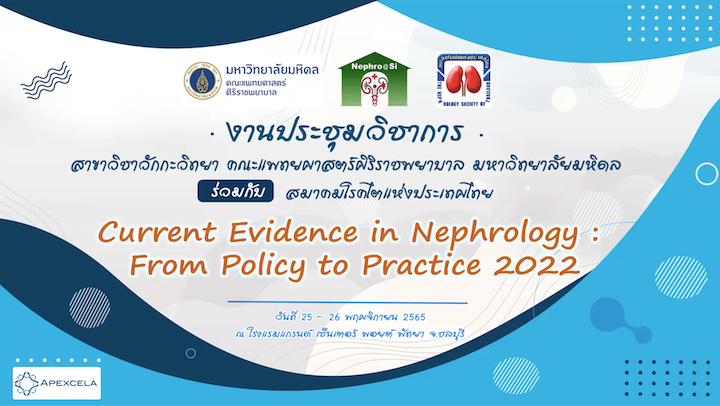 มหาวิทยาลัยมหิดล
คณะแพทยศาสตร์
ศิริราชพยาบาล
Nephro@Si
งานประชุมวิชาการ
สาขาวิชาวักกะวิทยา คณะแพทยศาสตร์ศิริราชพยาบาล มหาวิทยาลัยมหิดล
ร่วมกับ สมาคมโรคไตแห่งประเทศไทย
Current Evidence in Nephrology :
From Policy to Practice 2022
วันที่ 25 - 26 พฤศจิกายน 2565
ณ โรงแรมแกรนด์ เซ็นเตอร์ พอยต์ พัทยา จ.ชลบุรี
APEXCELA